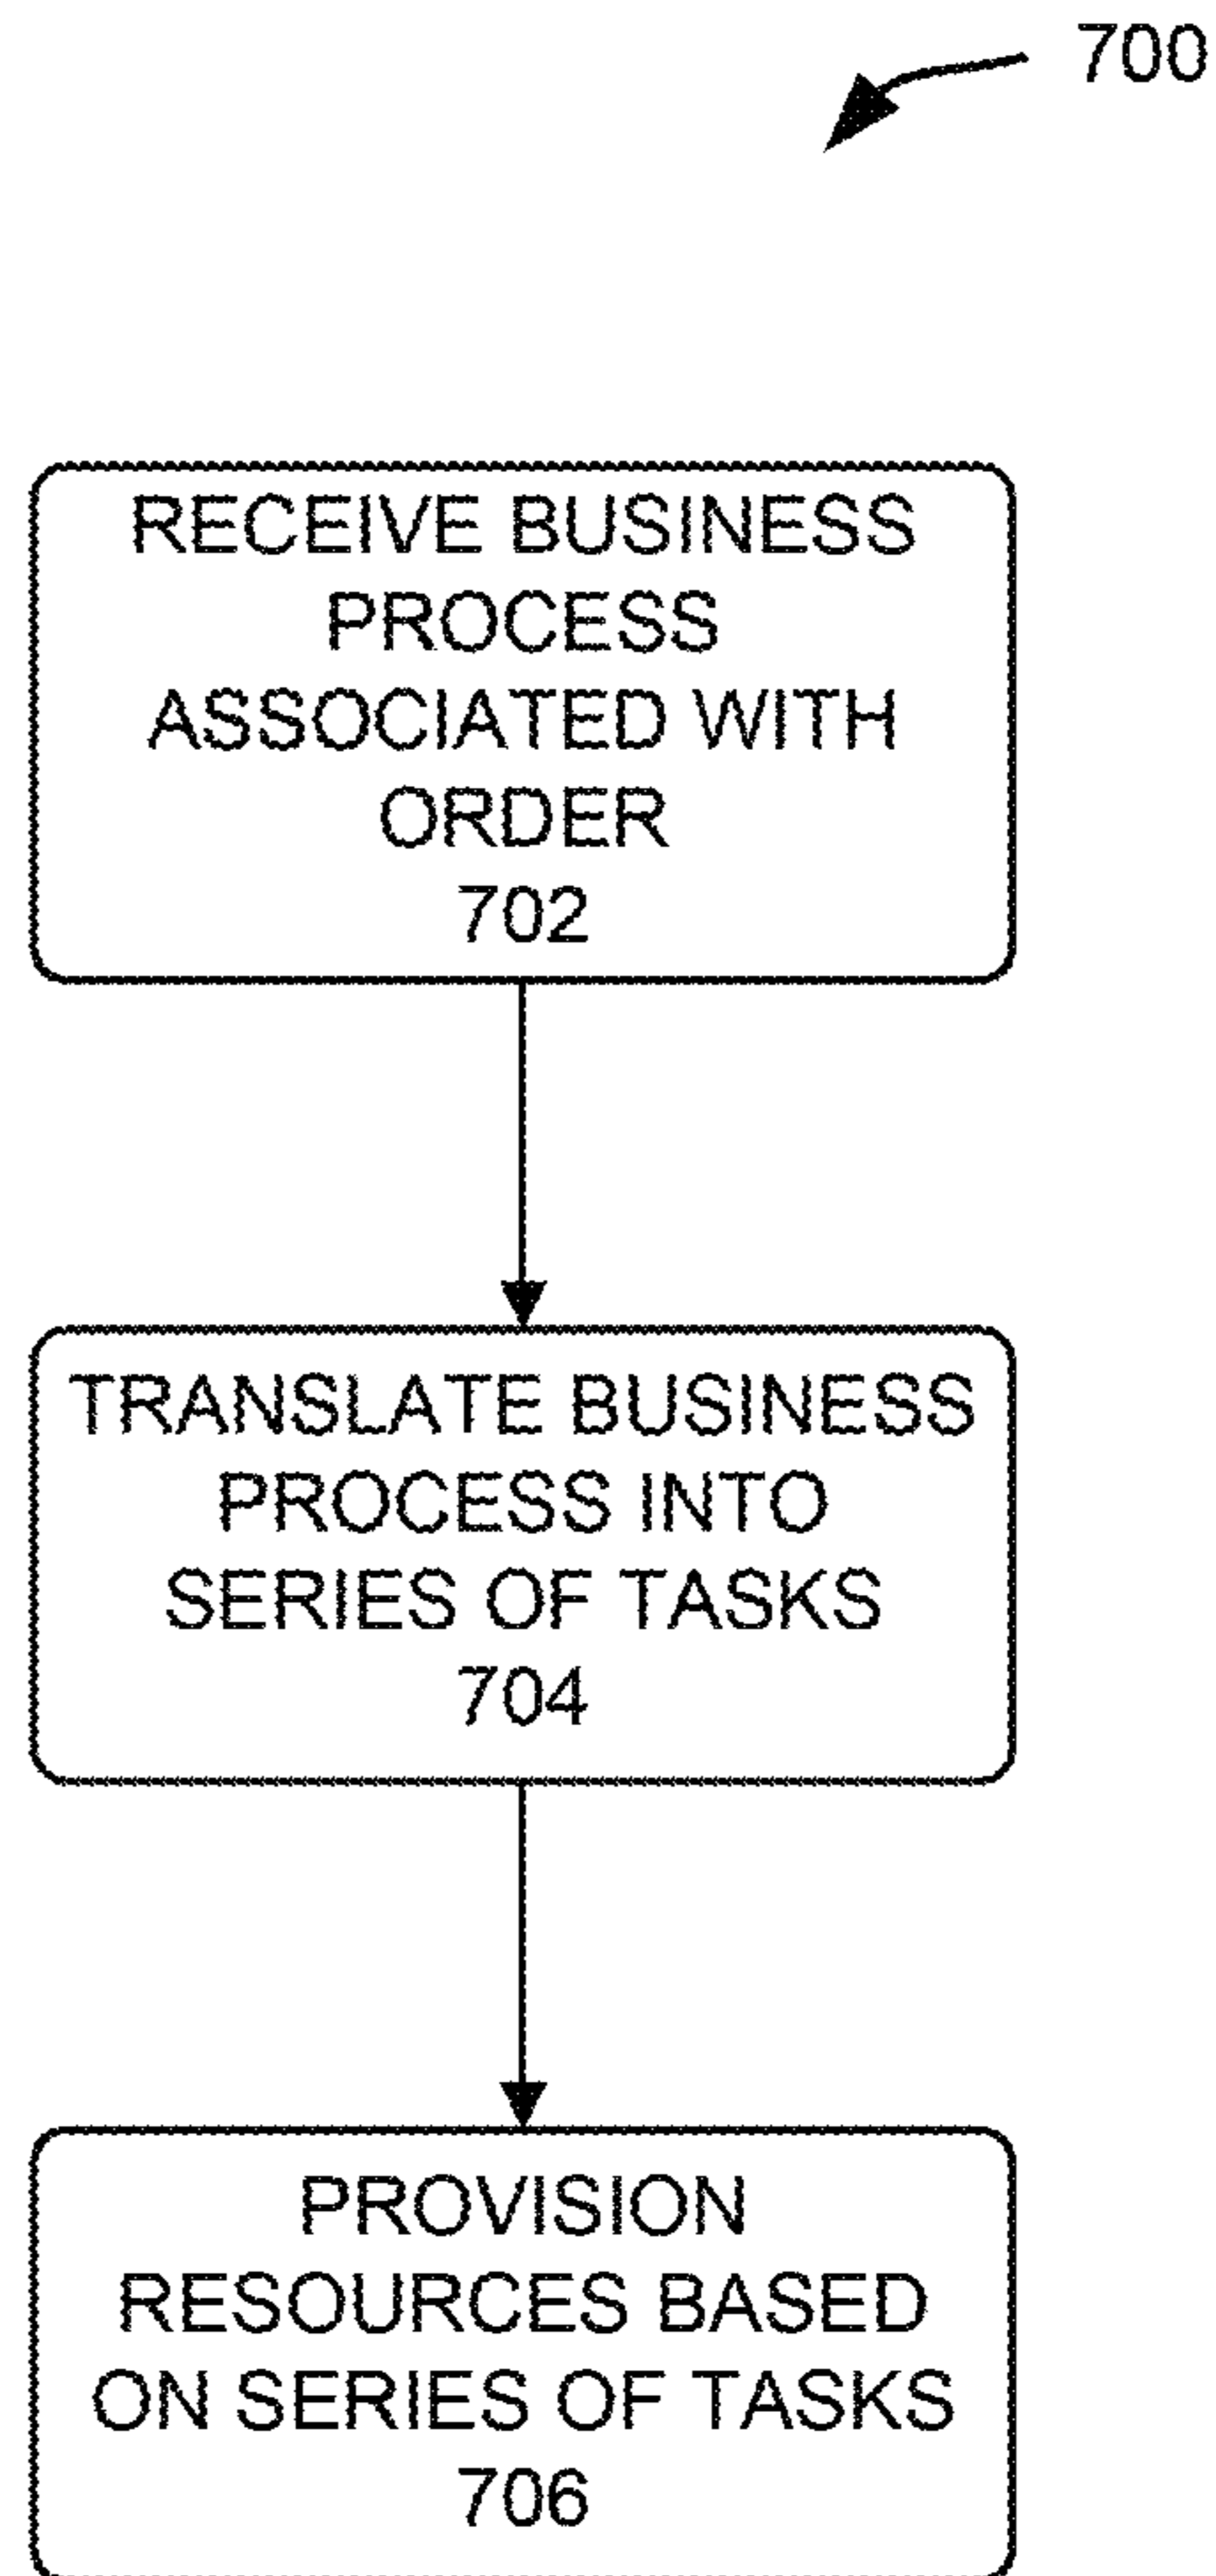 700
RECEIVE BUSINESS
PROCESS
ASSOCIATED WITH
ORDER
702
TRANSLATE BUSINESS
PROCESS INTO
SERIES OF TASKS
704
PROVISION
RESOURCES BASED
ON SERIES OF TASKS
706